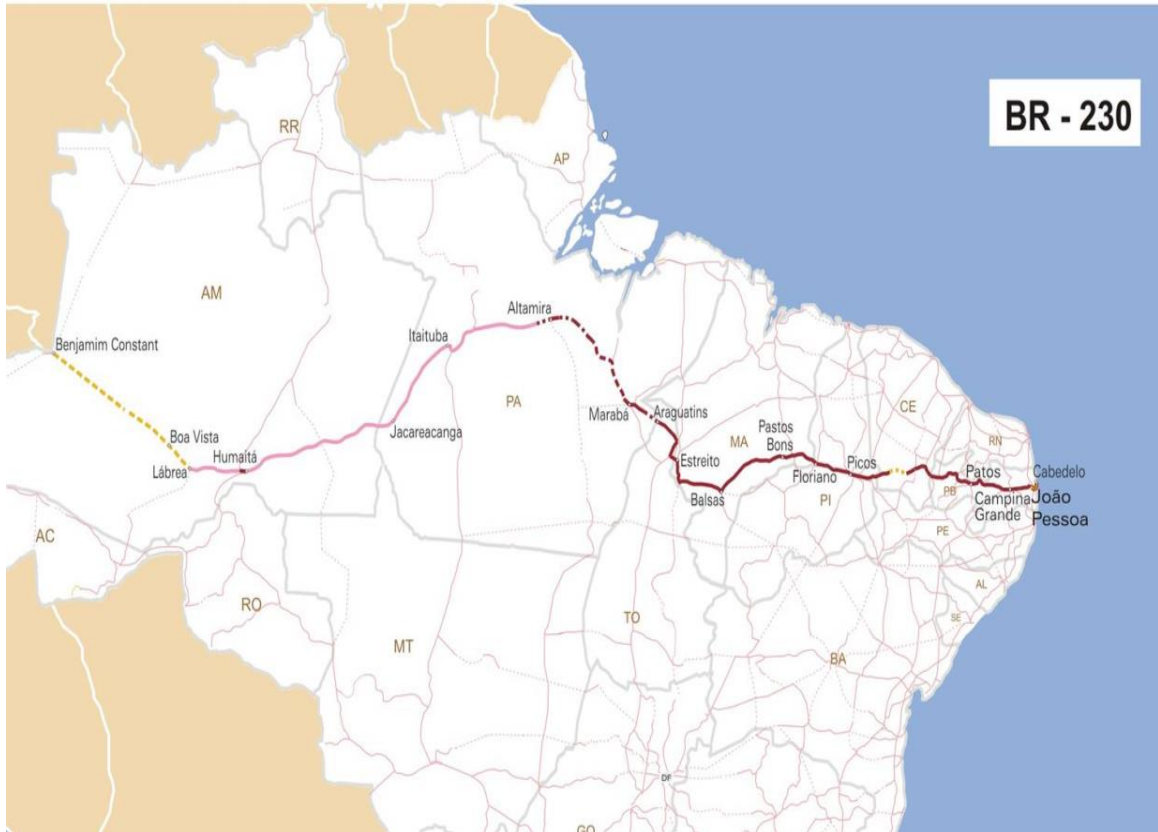 BR - 230
RR
AP
AM
Altamira
Itaituba
Benjamim Constant
PA
CE
Marabá
Araguatins
Jacareacanga
Pastos
Bons
MA
RN
Boa Vista
Humaitá
Lábrea
Estreito
Picos
Patos
Cabedelo
Floriano
Balsas
PI
PB
Campina
Grande
João
Pessoa
PE
AC
AL
RO
TO
SE
MT
BA
DF
GO